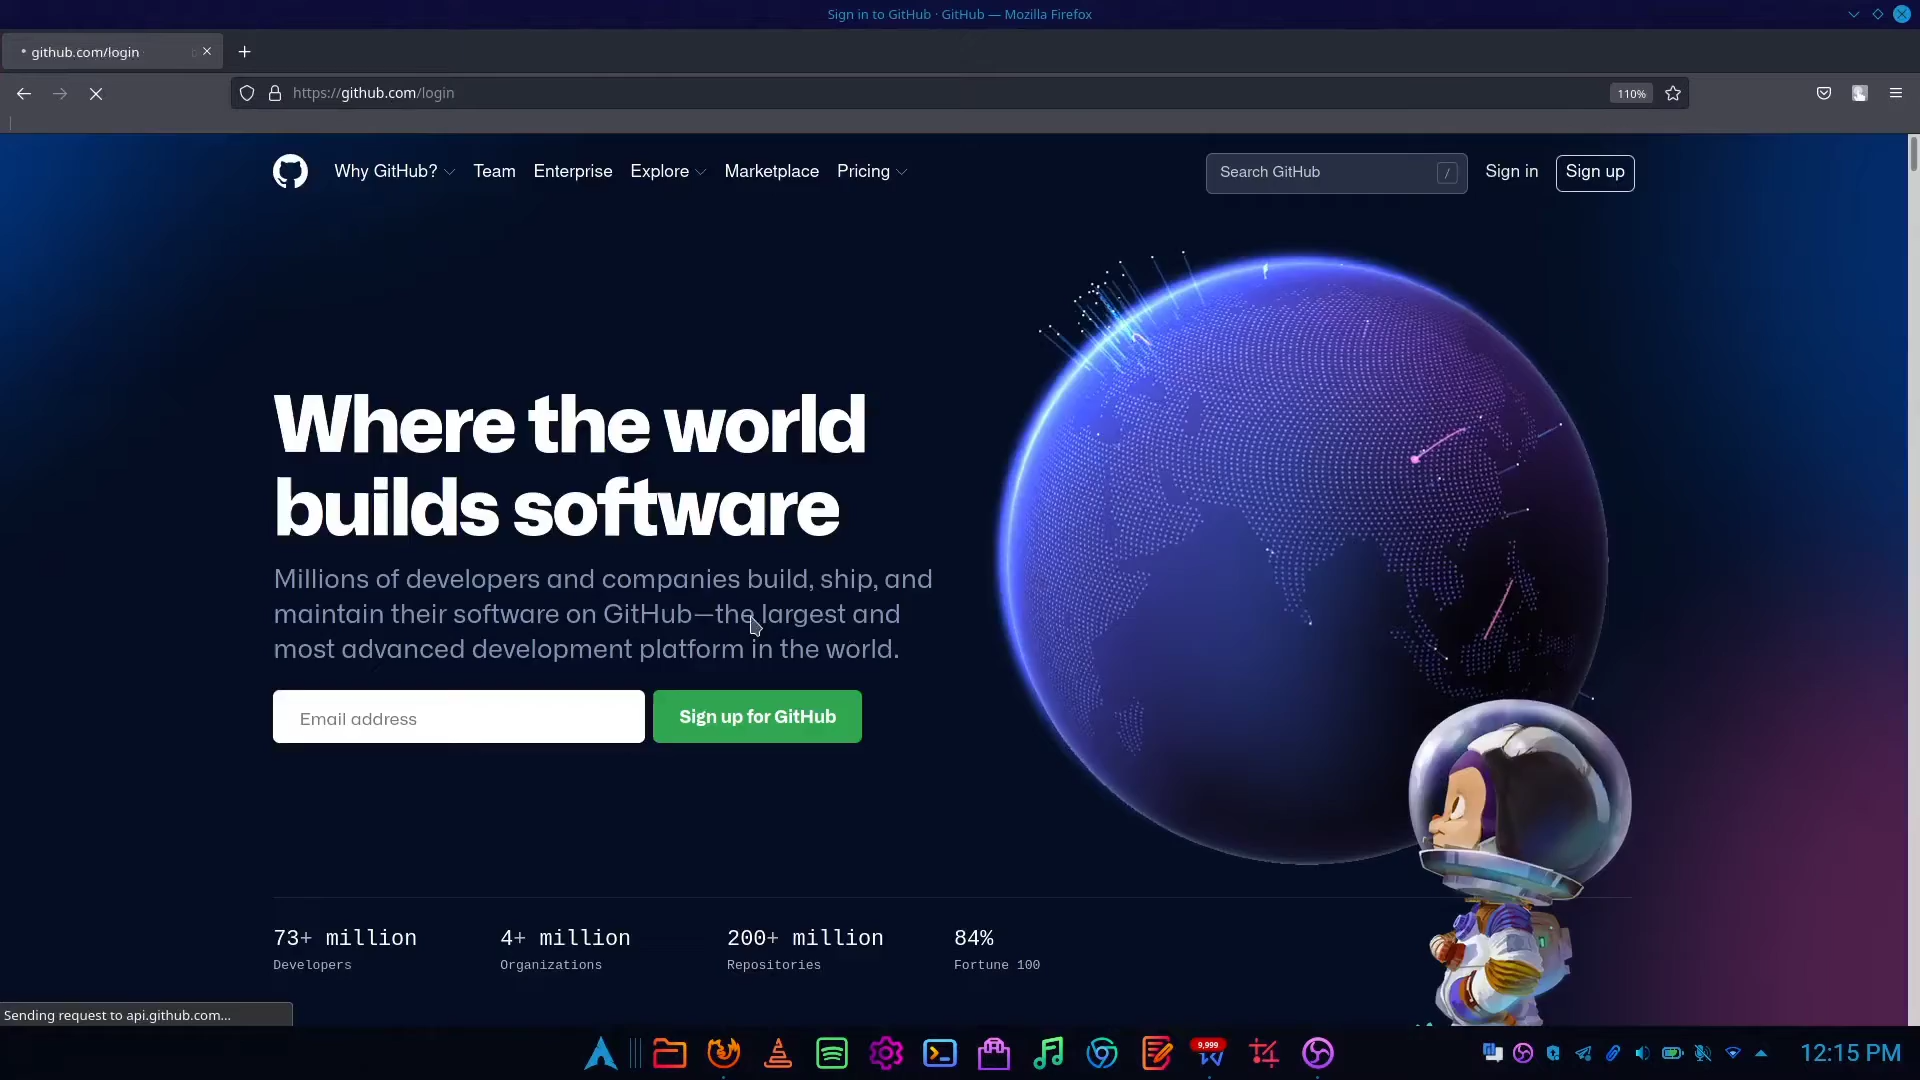 Sign in to GitHub · GitHub — Mozilla Firefox
github.com/login
https://github.com/login
110%
Why GitHub? Team Enterprise Explore Marketplace Pricing
Search GitHub / Sign in Sign up
Where the world
builds software
Millions of developers and companies build, ship, and
maintain their software on GitHub—the largest and
most advanced development platform in the world.
Email address
Sign up for GitHub
73+ million 4+ million 200+ million 84%
Developers Organizations Repositories Fortune 100
Sending request to api.github.com...
9,999
12:15 PM